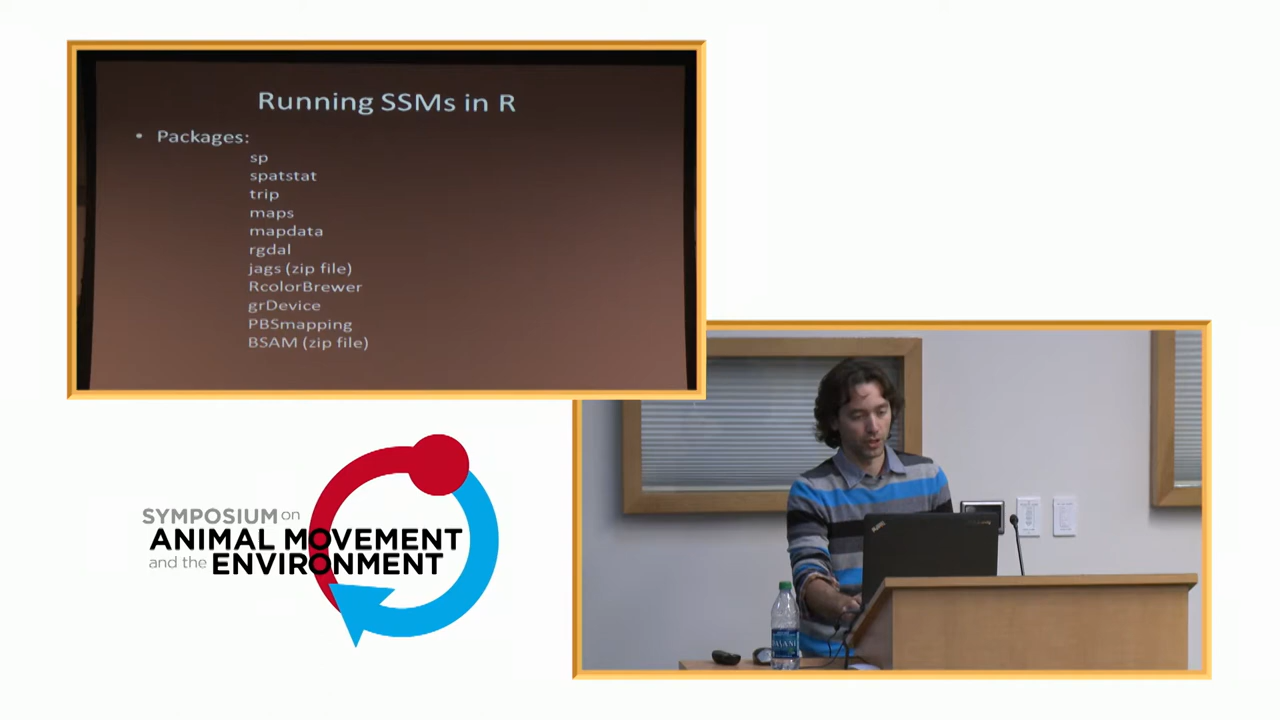 Running SSMs in R
• Packages:
sp
spatstat
trip
maps
mapdata
rgdal
jags (zip file)
RcolorBrewer
grDevice
PBSmapping
BSAM (zip file)
SYMPOSIUM on
ANIMAL MOVEMENT
and the ENVIRONMENT
DASANI